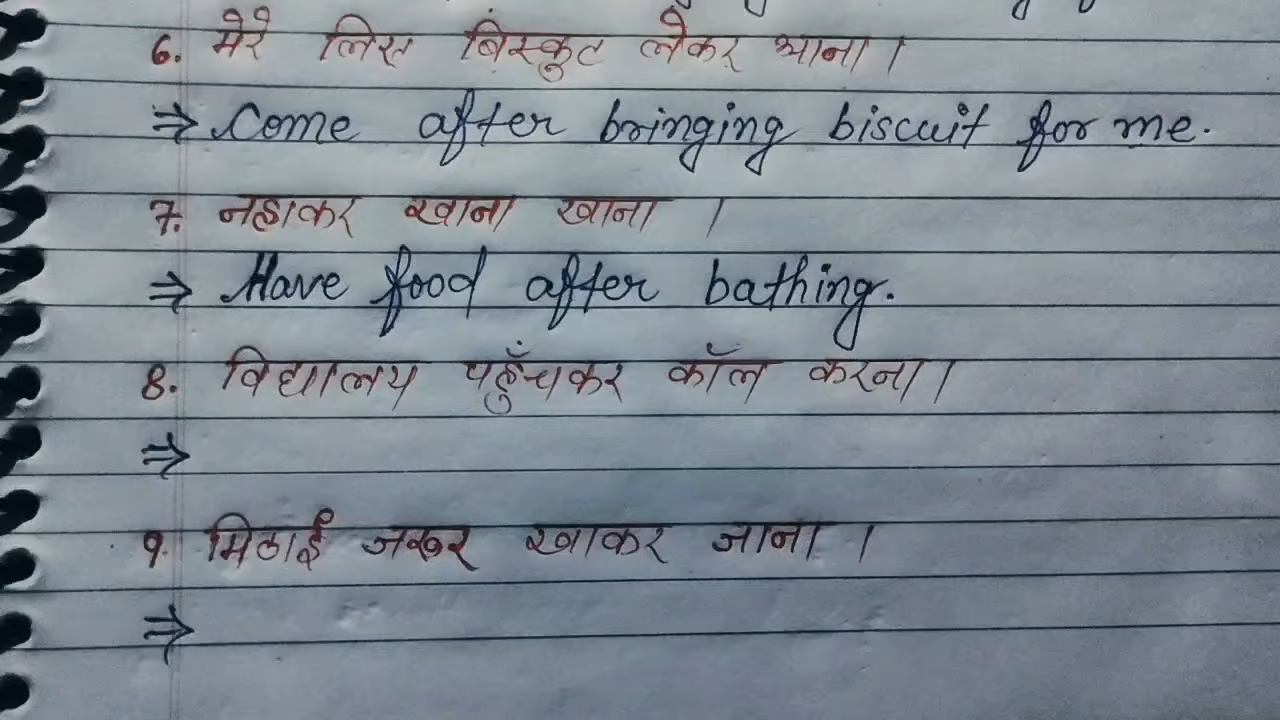 6. मेरे लिए बिस्कुट लेकर आना ।
⇒ Come after bringing biscuit for me.
7. नहाकर खाना खाना ।
⇒ Have food after bathing.
8. विद्यालय पहुँचकर कॉल करना ।
⇒
9. मिठाई जरूर खाकर जाना ।
⇒